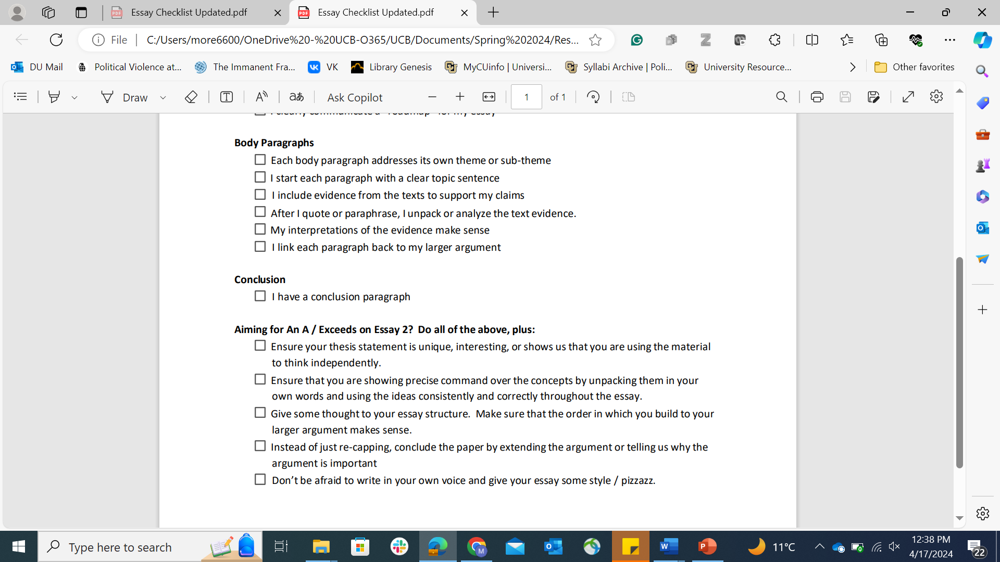 Essay Checklist Updated.pdf
Essay Checklist Updated.pdf
File
C:/Users/more6600/OneDrive%20-%20UCB-O365/UCB/Documents/Spring%202024/Res...
DU Mail
Political Violence at...
The Immanent Fra...
VK
Library Genesis
MyCUinfo | Universi...
Syllabi Archive | Poli...
University Resource...
Other favorites
Draw
Ask Copilot
1
of 1
I clearly communicate a "roadmap" for my essay
Body Paragraphs
Each body paragraph addresses its own theme or sub-theme
I start each paragraph with a clear topic sentence
I include evidence from the texts to support my claims
After I quote or paraphrase, I unpack or analyze the text evidence.
My interpretations of the evidence make sense
I link each paragraph back to my larger argument
Conclusion
I have a conclusion paragraph
Aiming for An A / Exceeds on Essay 2?  Do all of the above, plus:
Ensure your thesis statement is unique, interesting, or shows us that you are using the material
to think independently.
Ensure that you are showing precise command over the concepts by unpacking them in your
own words and using the ideas consistently and correctly throughout the essay.
Give some thought to your essay structure.  Make sure that the order in which you build to your
larger argument makes sense.
Instead of just re-capping, conclude the paper by extending the argument or telling us why the
argument is important
Don’t be afraid to write in your own voice and give your essay some style / pizzazz.
Type here to search
11°C
12:38 PM
4/17/2024
22